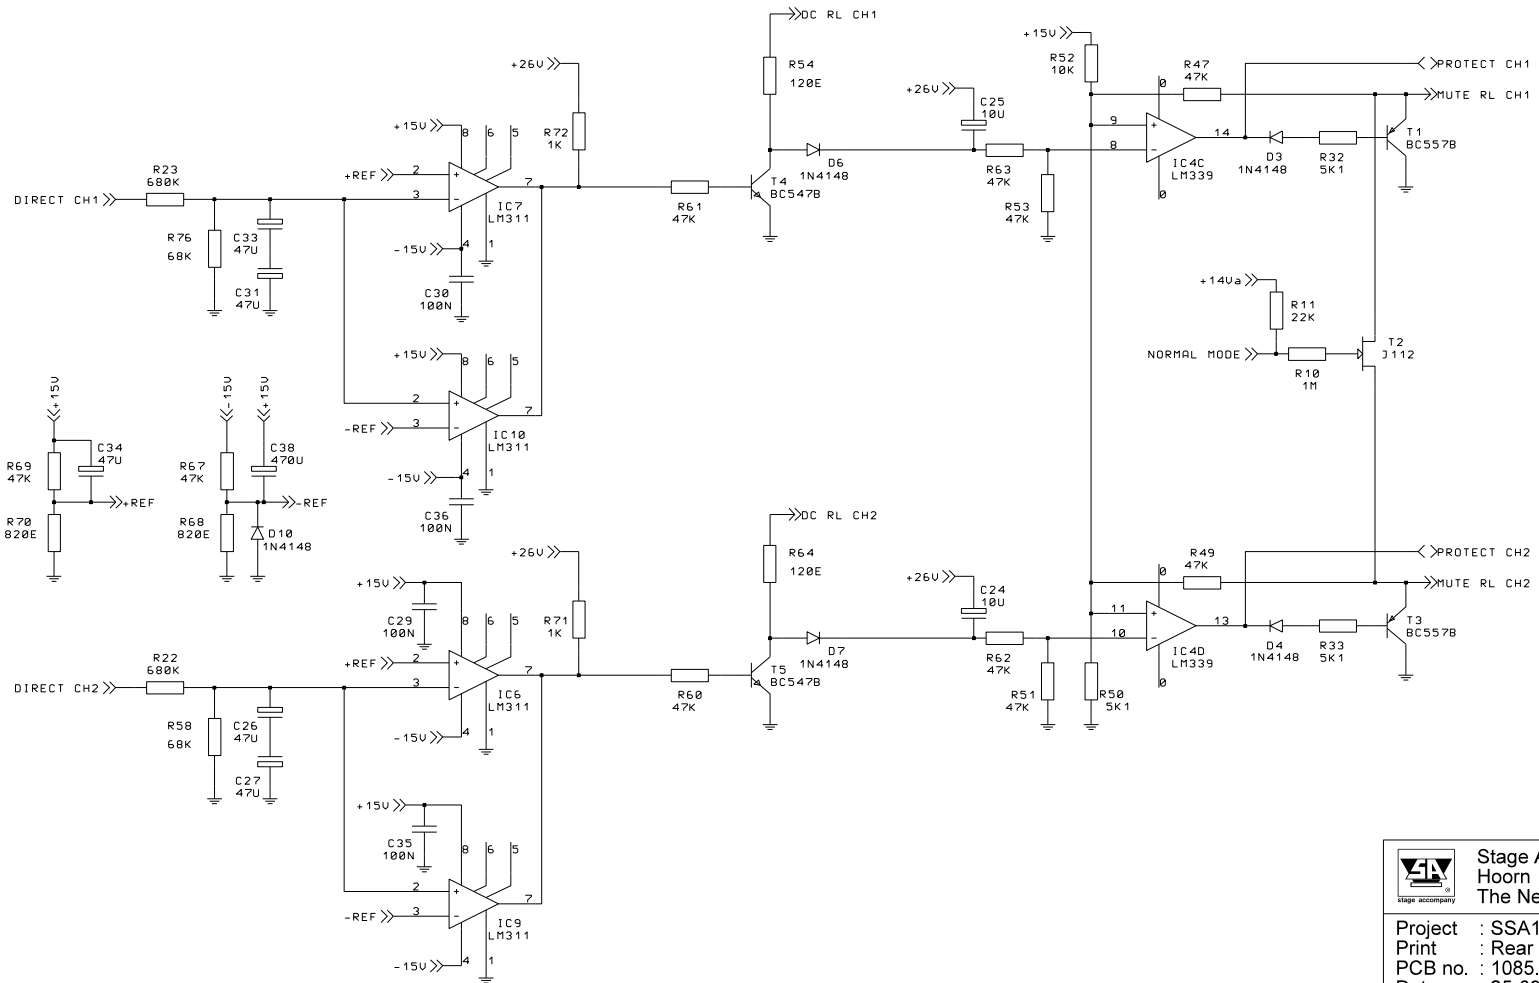 DC RL CH1
+15V
R52
10K
R47
47K
PROTECT CH1
+26V
R54
120E
+26V
C25
10U
0
MUTE RL CH1
+15V
8
6
5
R72
1K
9
8
14
T1
BC557B
R23
680K
+REF
2
D6
1N4148
R63
47K
IC4C
LM339
D3
1N4148
R32
5K1
DIRECT CH1
3
7
IC7
LM311
R61
47K
T4
BC547B
R53
47K
0
R76
68K
C33
47U
-15V
4
1
C31
47U
C30
100N
+14Va
R11
22K
+15V
8
6
5
NORMAL MODE
T2
J112
R10
1M
+15V
-15V
+15V
2
7
-REF
3
IC10
LM311
R69
47K
C34
47U
R67
47K
C38
470U
-15V
4
1
+REF
-REF
R70
820E
R68
820E
D10
1N4148
C36
100N
DC RL CH2
+26V
R64
120E
R49
47K
PROTECT CH2
+15V
+26V
C24
10U
0
MUTE RL CH2
C29
100N
8
6
5
R71
1K
11
10
13
T3
BC557B
R22
680K
+REF
2
D7
1N4148
R62
47K
IC4D
LM339
D4
1N4148
R33
5K1
DIRECT CH2
3
7
IC6
LM311
R60
47K
T5
BC547B
R51
47K
R50
5K1
0
R58
68K
C26
47U
-15V
4
1
C27
47U
+15V
C35
100N
8
6
5
2
7
-REF
3
IC9
LM311
-15V
4
1
SA
®
stage accompany
Stage A
Hoorn
The Ne
Project : SSA1
Print : Rear
PCB no. : 1085.